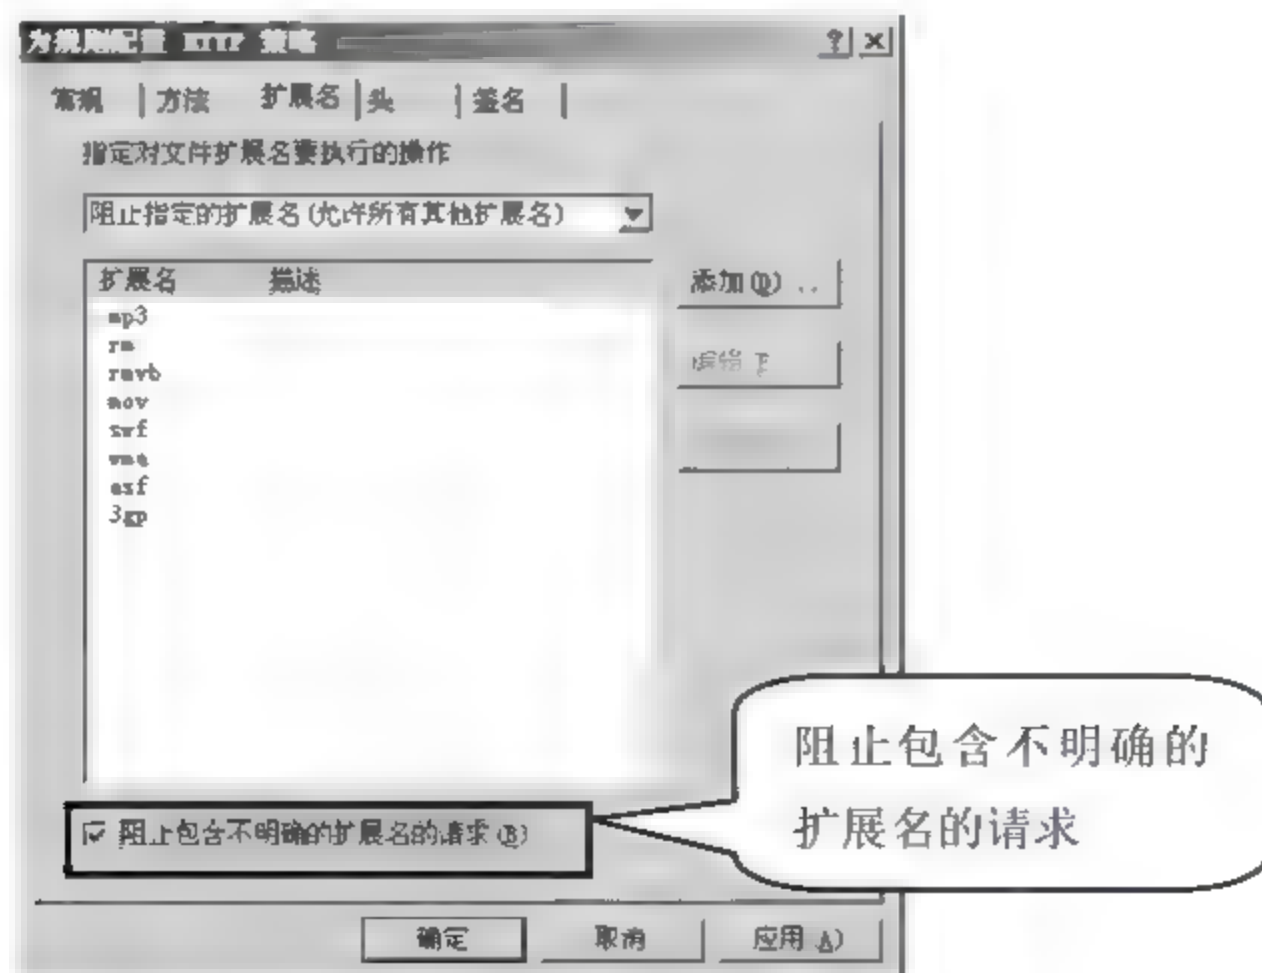 为规则配置 HTTP 策略
常规 方法 扩展名 头 签名
指定对文件扩展名要执行的操作
阻止指定的扩展名(允许所有其他扩展名)
扩展名 描述
添加(D)..
mp3
rm
rmvb
编辑 E
mov
swf
wma
asf
3gp
阻止包含不明确的
扩展名的请求
阻止包含不明确的扩展名的请求(B)
确定 取消 应用 A)